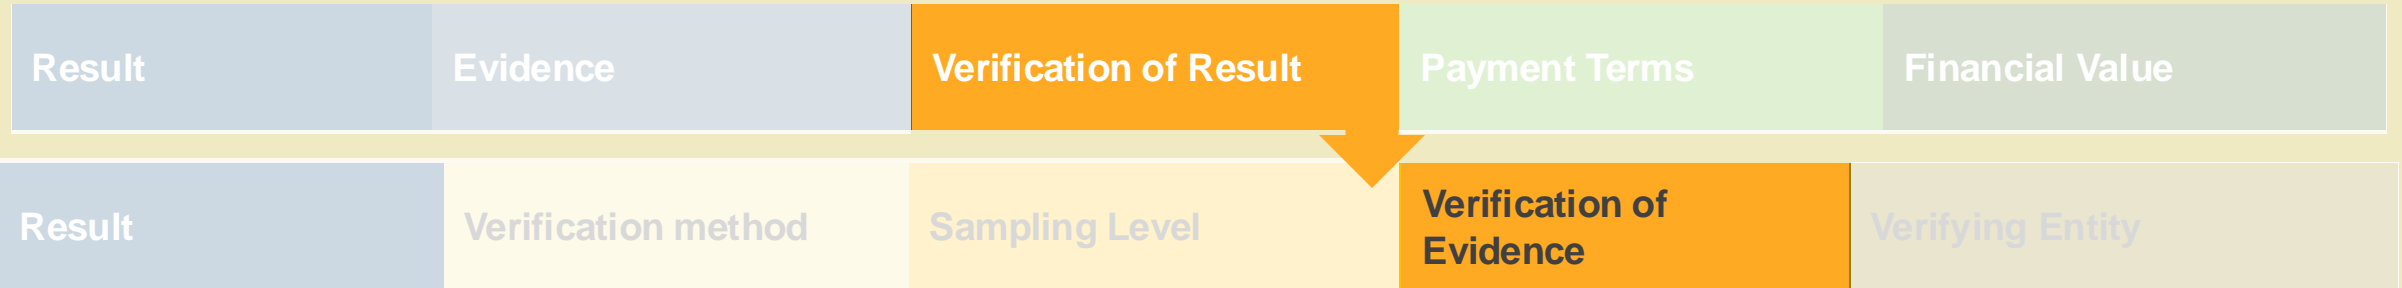 Result Evidence Verification of Result Payment Terms Financial Value
Result Verification method Sampling Level Verification of Evidence Verifying Entity